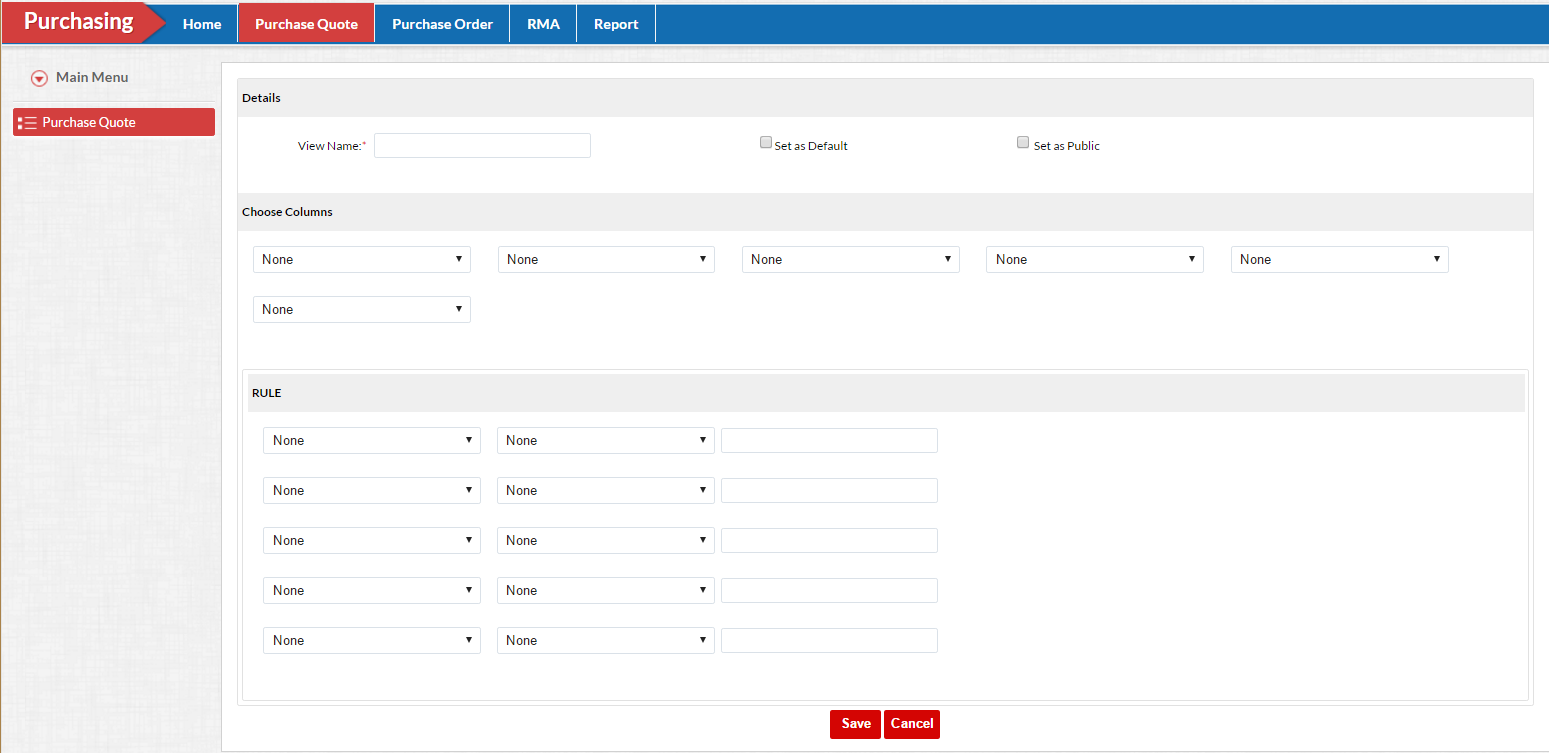 Purchasing Home Purchase Quote Purchase Order RMA Report
Main Menu
Purchase Quote
Details
View Name:* Set as Default Set as Public
Choose Columns
None None None None None
None
RULE
None None
None None
None None
None None
None None
Save Cancel